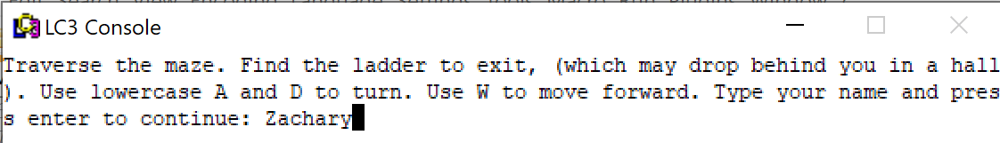 LC3 Console
Traverse the maze. Find the ladder to exit, (which may drop behind you in a hall
). Use lowercase A and D to turn. Use W to move forward. Type your name and pres
s enter to continue: Zachary